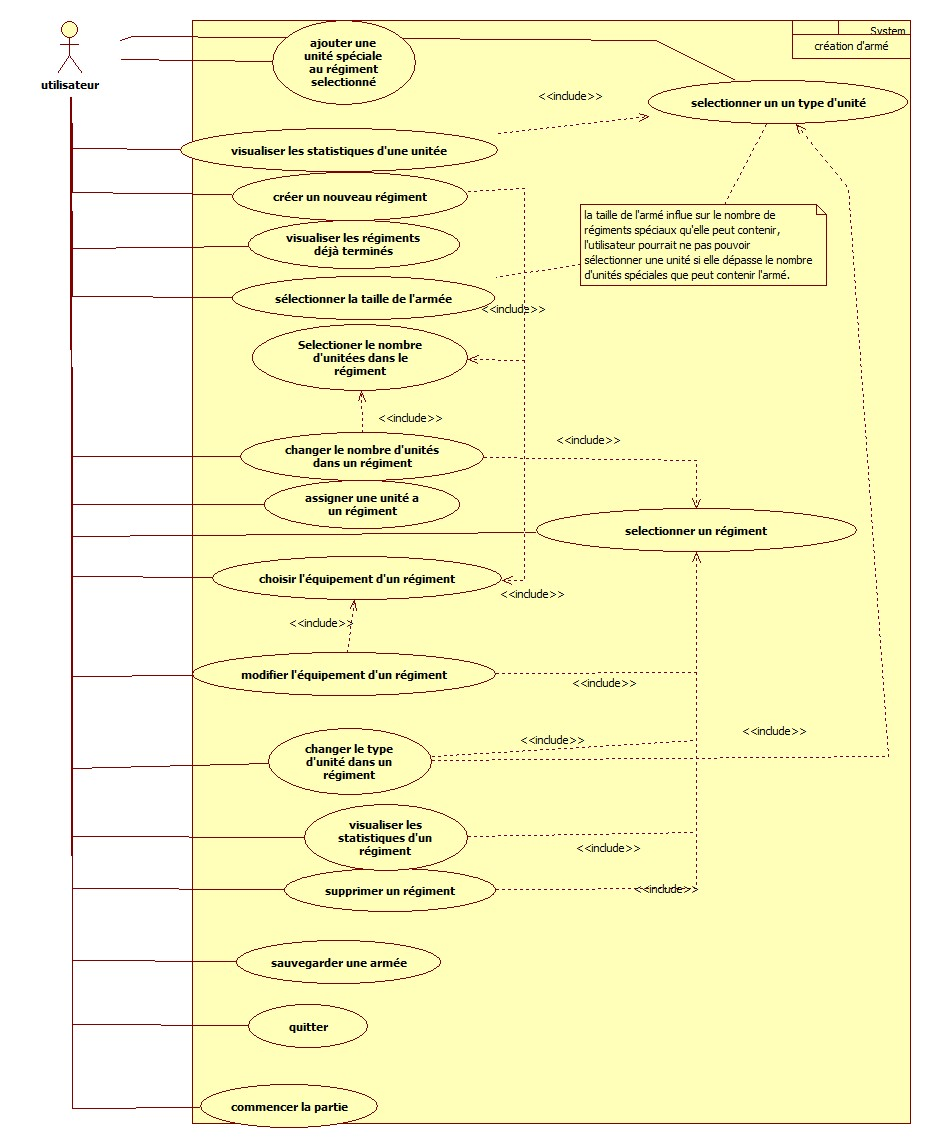 System
création d'armé
utilisateur
ajouter une
unité spéciale
au régiment
selectionné
selectionner un un type d'unité
<<include>>
visualiser les statistiques d'une unitée
créer un nouveau régiment
visualiser les régiments
déjà terminés
la taille de l'armé influe sur le nombre de
régiments spéciaux qu'elle peut contenir,
l'utilisateur pourrait ne pas pouvoir
sélectionner une unité si elle dépasse le nombre
d'unités spéciales que peut contenir l'armé.
sélectionner la taille de l'armée
<<include>>
Selectioner le nombre
d'unitées dans le
régiment
<<include>>
changer le nombre d'unités
dans un régiment
<<include>>
assigner une unité a
un régiment
selectionner un régiment
choisir l'équipement d'un régiment
<<include>>
<<include>>
modifier l'équipement d'un régiment
<<include>>
changer le type
d'unité dans un
régiment
<<include>>
<<include>>
visualiser les
statistiques d'un
régiment
<<include>>
supprimer un régiment
<<include>>
sauvegarder une armée
quitter
commencer la partie